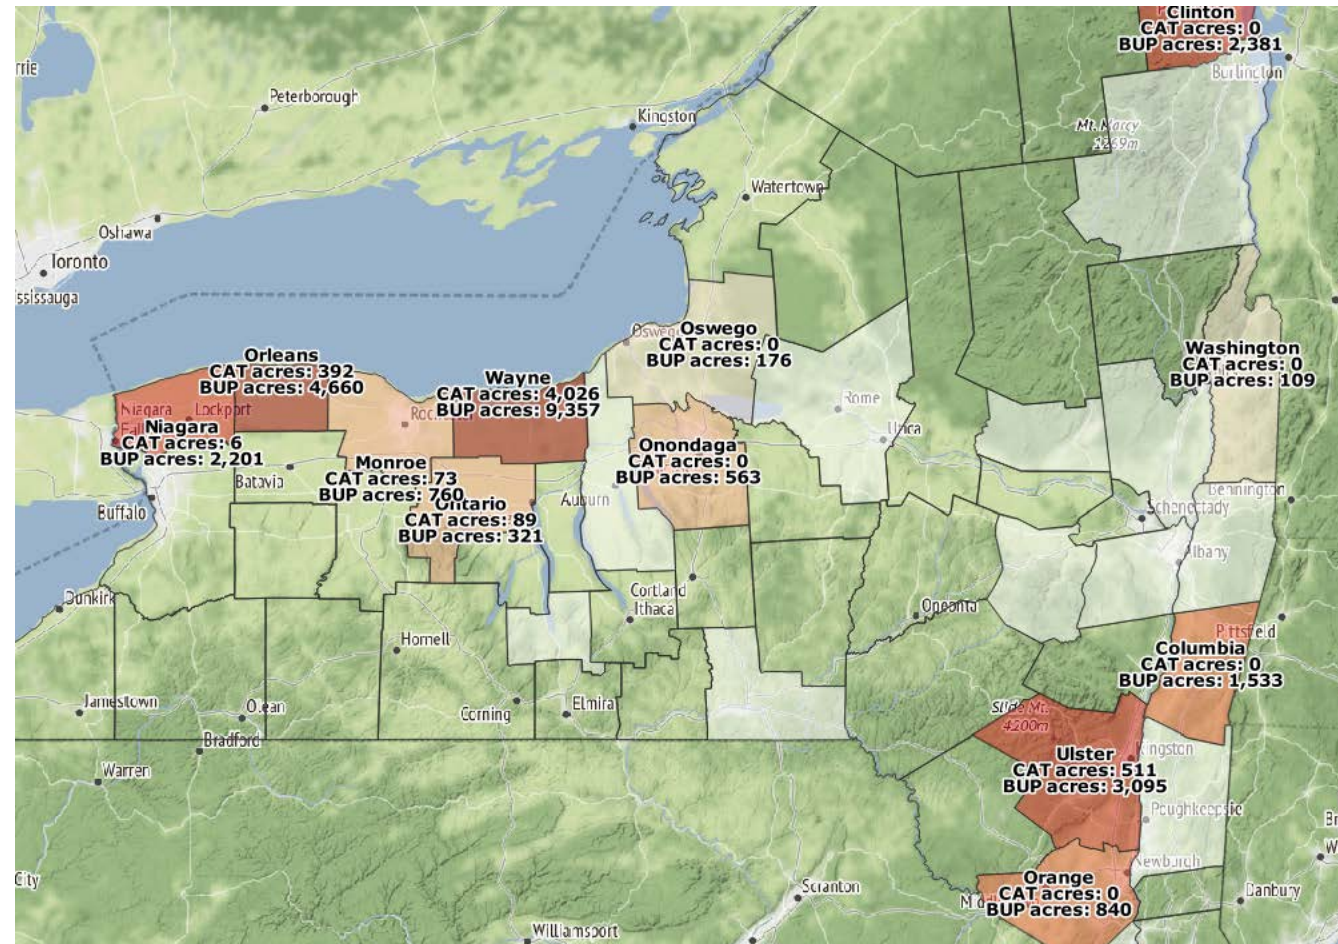 Clinton
CAT acres: 0
BUP acres: 2,381
rrie
Burlington
Peterborough
Kingston
Mt. Marcy
1269m
Watertown
Oshawa
Toronto
ssissauga
Oswego
CAT acres: 0
BUP acres: 176
Washington
CAT acres: 0
BUP acres: 109
Orleans
CAT acres: 392
BUP acres: 4,660
Wayne
CAT acres: 4,026
BUP acres: 9,357
Rome
Utica
Niagara
Lockport
Niagara
CAT acres: 6
BUP acres: 2,201
Onondaga
CAT acres: 0
BUP acres: 563
Monroe
CAT acres: 73
BUP acres: 760
Batavia
Ontario
CAT acres: 89
BUP acres: 321
Auburn
Buffalo
Bennington
Schenectady
Albany
Dunkirk
Cortland
Ithaca
Oneonta
Hornell
Pittsfield
Columbia
CAT acres: 0
BUP acres: 1,533
Jamestown
Olean
Corning
Elmira
Slide Mt.
4200m
Bradford
Kingston
Ulster
CAT acres: 511
BUP acres: 3,095
Warren
Poughkeepsie
Br
W
Newburgh
City
Orange
CAT acres: 0
BUP acres: 840
Scranton
Danbury
Williamsport